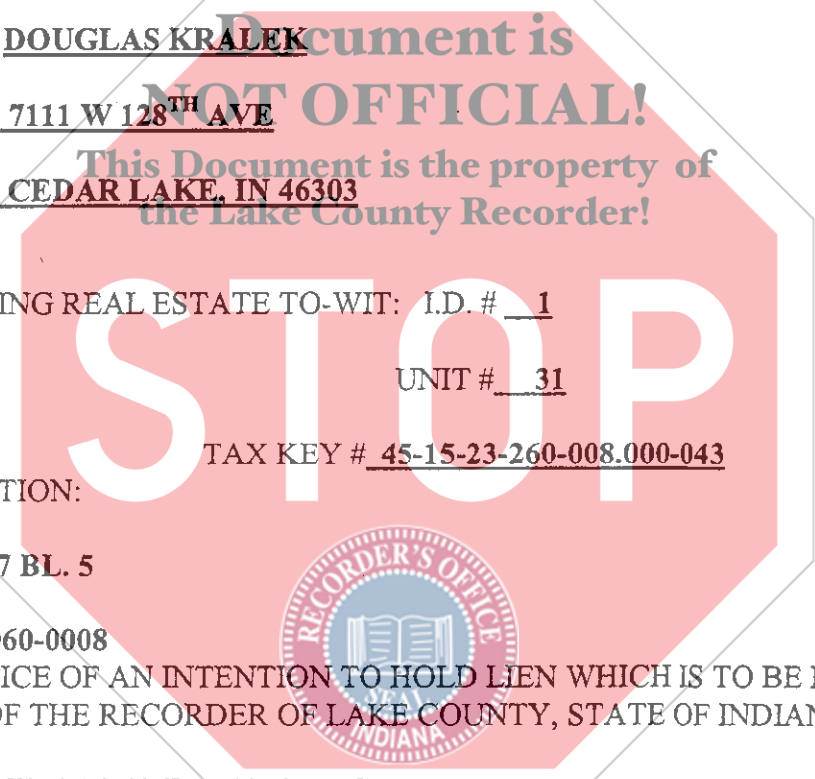 DOUGLAS KRALEK
Document is
NOT OFFICIAL!
7111 W 128TH AVE
This Document is the property of
the Lake County Recorder!
CEDAR LAKE, IN 46303
ING REAL ESTATE TO-WIT: I.D. # 1
STOP
UNIT # 31
TAX KEY # 45-15-23-260-008.000-043
TION:
7 BL. 5
60-0008
ICE OF AN INTENTION TO HOLD LIEN WHICH IS TO BE
OF THE RECORDER OF LAKE COUNTY, STATE OF INDIAN
RECORDER'S OFFICE
SEAL
INDIANA